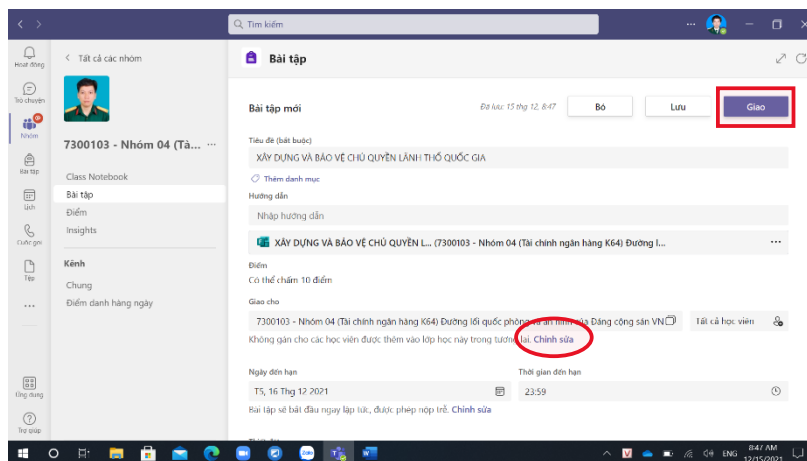 Tìm kiếm
Hoạt động
Tất cả các nhóm
Bài tập
Trò chuyện
Nhóm
Bài tập mới
Đã lưu: 15 thg 12, 8:47
Bỏ
Lưu
Giao
7300103 - Nhóm 04 (Tà... ...
Tiêu đề (bắt buộc)
XÂY DỰNG VÀ BẢO VỆ CHỦ QUYỀN LÃNH THỔ QUỐC GIA
Bài tập
Class Notebook
Thêm danh mục
Bài tập
Hướng dẫn
Lịch
Điểm
Nhập hướng dẫn
Insights
Cuộc gọi
XÂY DỰNG VÀ BẢO VỆ CHỦ QUYỀN L... (7300103 - Nhóm 04 (Tài chính ngân hàng K64) Đường l...
Kênh
Điểm
Tệp
Chung
Có thể chấm 10 điểm
Điểm danh hàng ngày
Giao cho
7300103 - Nhóm 04 (Tài chính ngân hàng K64) Đường lối quốc phòng và an ninh của Đảng cộng sản VN
Tất cả học viên
Không gán cho các học viên được thêm vào lớp học này trong tương lai. Chỉnh sửa
Ngày đến hạn
Thời gian đến hạn
T5, 16 Thg 12 2021
23:59
Ứng dụng
Bài tập sẽ bắt đầu ngay lập tức, được phép nộp trễ. Chỉnh sửa
Trợ giúp
Zalo
ENG
8:47 AM
12/15/2021